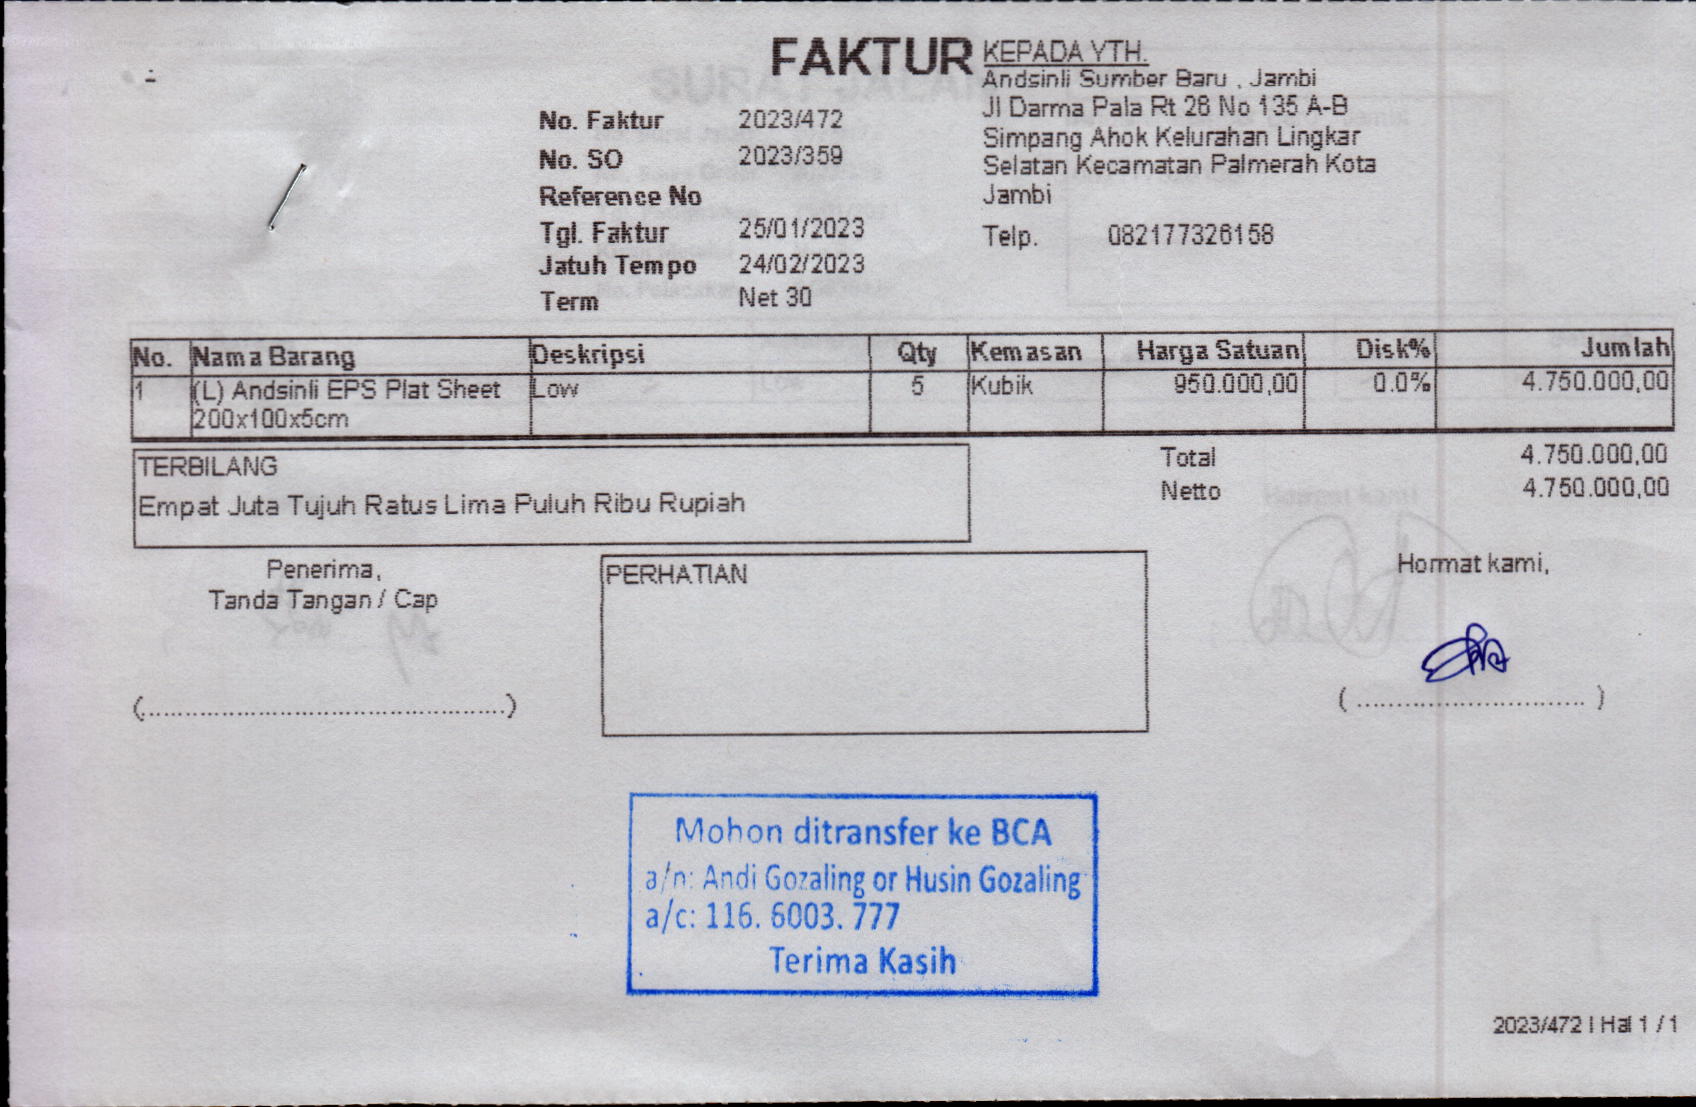 FAKTUR
KEPADA YTH.
Andsinli Sumber Baru , Jambi
Jl Darma Pala Rt 26 No 135 A-B
Simpang Ahok Kelurahan Lingkar
Selatan Kecamatan Palmerah Kota
Jambi
Telp. 082177326158
No. Faktur 2023/472
No. SO 2023/359
Reference No
Tgl. Faktur 25/01/2023
Jatuh Tempo 24/02/2023
Term Net 30
No. Nama Barang Deskripsi Qty Kemasan Harga Satuan Disk% Jumlah
1 (L) Andsinli EPS Plat Sheet Low 5 Kubik 950.000,00 0.0% 4.750.000,00
200x100x5cm
TERBILANG
Empat Juta Tujuh Ratus Lima Puluh Ribu Rupiah
Total 4.750.000,00
Netto 4.750.000,00
Penerima,
Tanda Tangan / Cap
(...............................................)
PERHATIAN
Hormat kami,
( ............................. )
Mohon ditransfer ke BCA
a/n: Andi Gozaling or Husin Gozaling
a/c: 116. 6003. 777
Terima Kasih
2023/472 | Hal 1 / 1